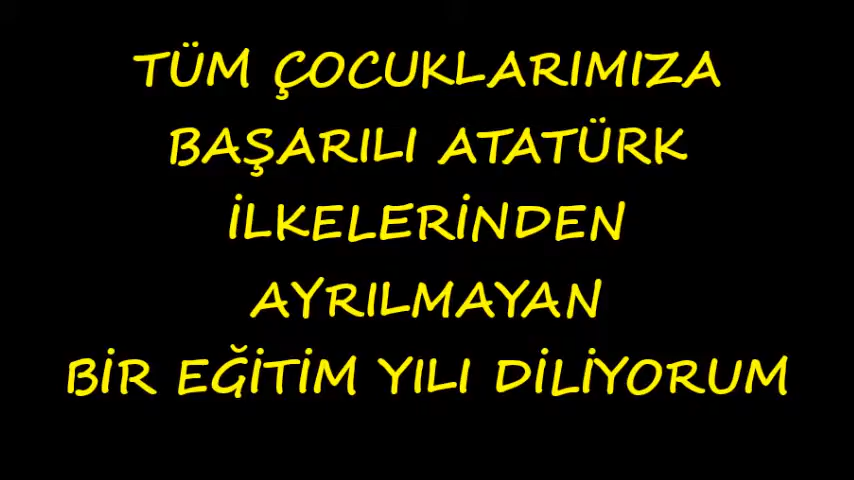 TÜM ÇOCUKLARIMIZA
BAŞARILI ATATÜRK
İLKELERİNDEN
AYRILMAYAN
BİR EĞİTİM YILI DİLİYORUM